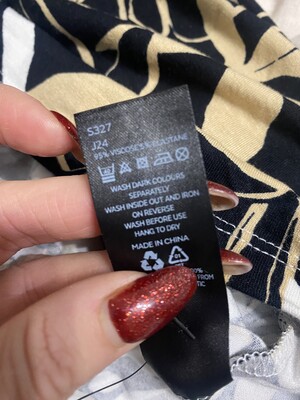 S327
J24
95% VISCOSE 5% ELASTANE
WASH DARK COLOURS
SEPARATELY
WASH INSIDE OUT AND IRON
ON REVERSE
WASH BEFORE USE
HANG TO DRY
MADE IN CHINA
01